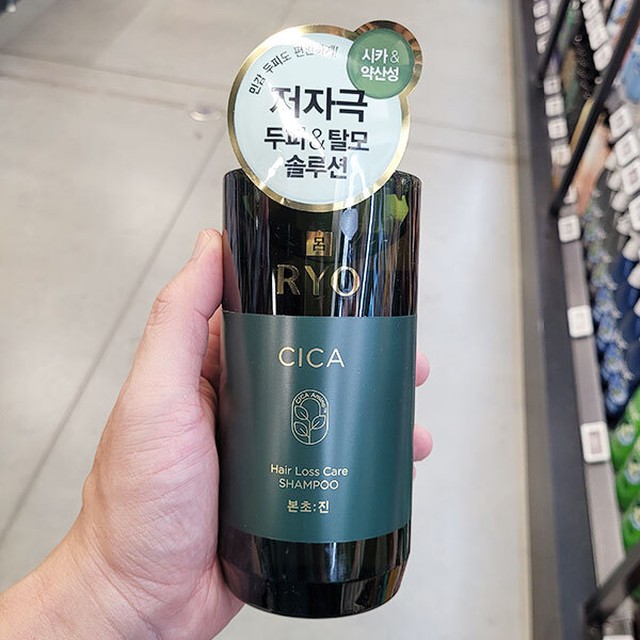 민감 두피도 편안하게!
시카&
약산성
저자극
두피&탈모
솔루션
呂
RYO
CICA
CICA Amino
Hair Loss Care
SHAMPOO
본초:진